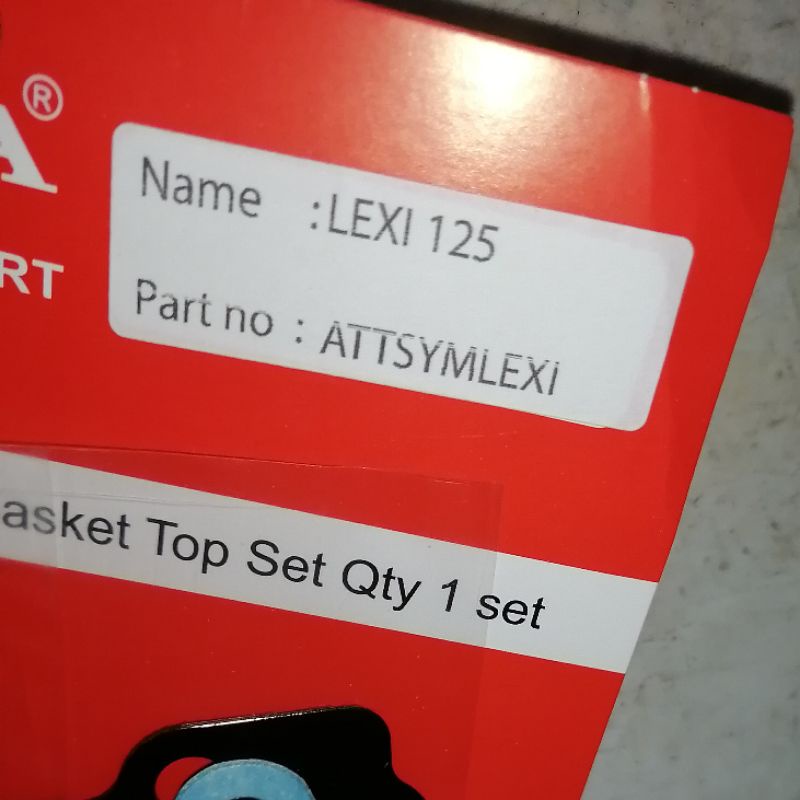 A®
Name : LEXI 125
RT
Part no : ATTSYMLEXI
asket Top Set Qty 1 set